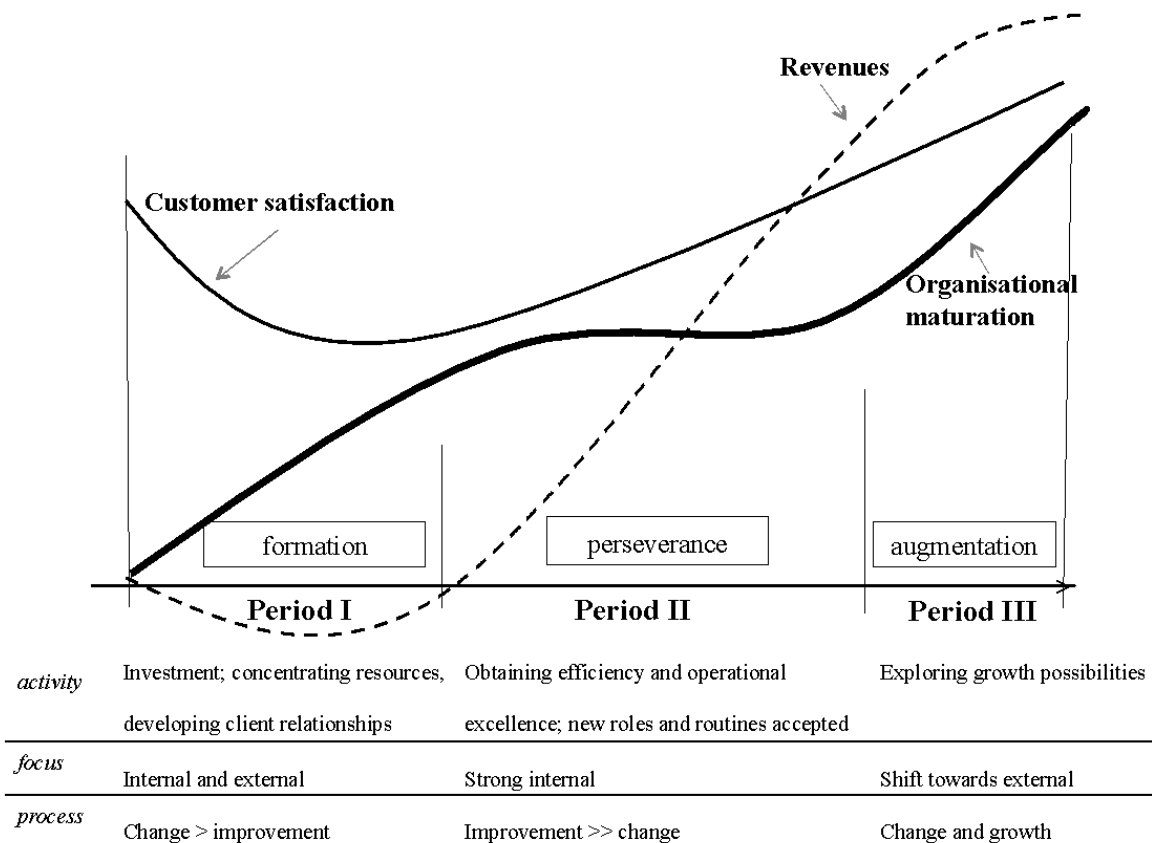 Revenues
Customer satisfaction
Organisational
maturation
formation
perseverance
augmentation
Period I
Period II
Period III
activity
Investment; concentrating resources,
developing client relationships
Obtaining efficiency and operational
excellence; new roles and routines accepted
Exploring growth possibilities
focus
Internal and external
Strong internal
Shift towards external
process
Change > improvement
Improvement >> change
Change and growth